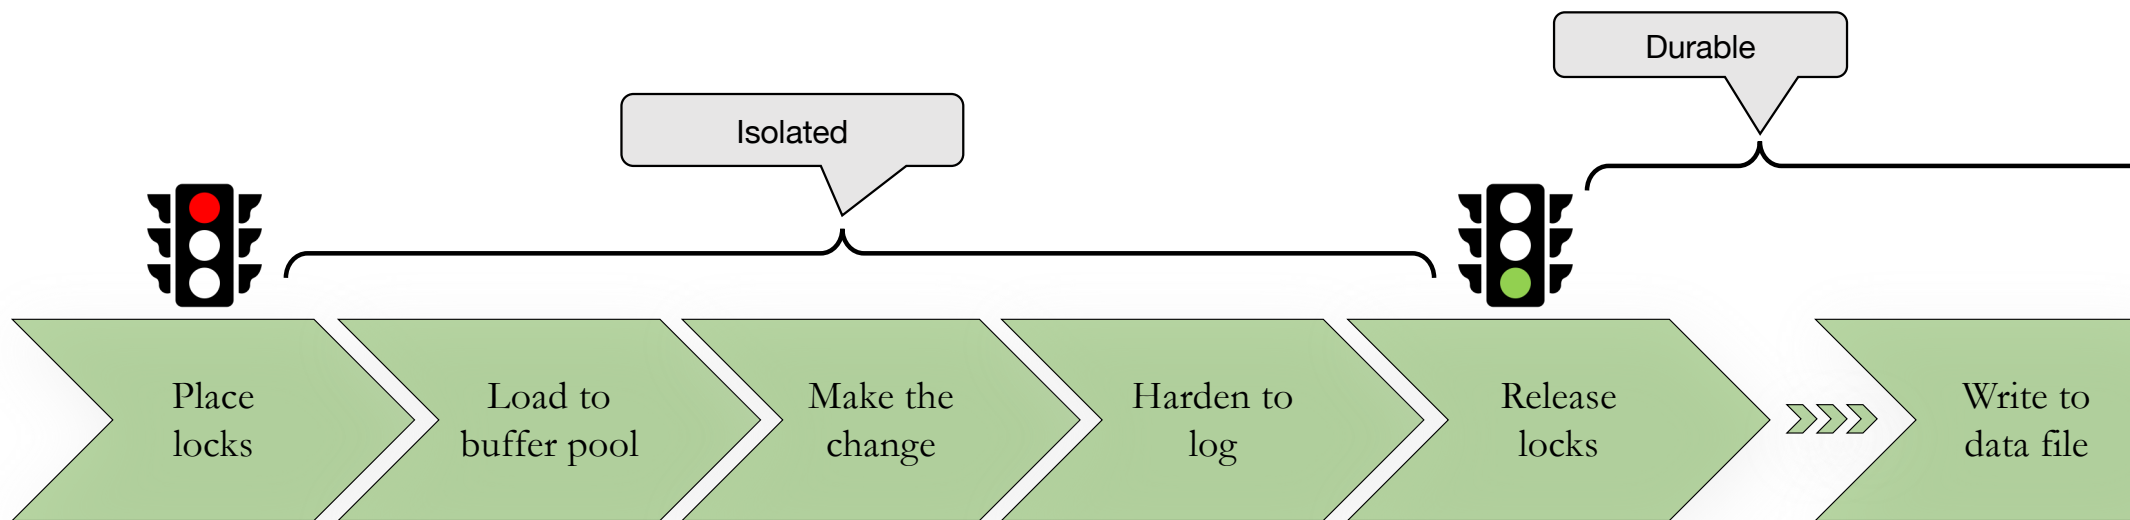 Durable
Isolated
Place
locks
Load to
buffer pool
Make the
change
Harden to
log
Release
locks
Write to
data file